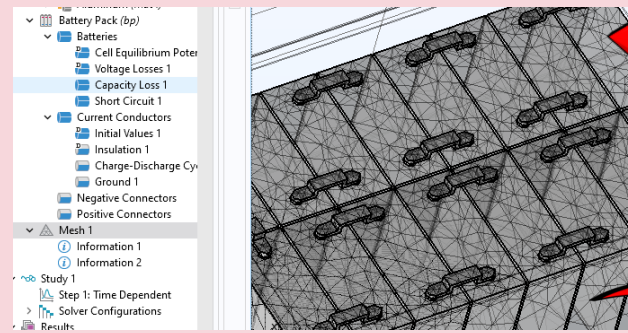 Battery Pack (bp)
Batteries
Cell Equilibrium Poter
Voltage Losses 1
Capacity Loss 1
Short Circuit 1
Current Conductors
Initial Values 1
Insulation 1
Charge-Discharge Cy
Ground 1
Negative Connectors
Positive Connectors
Mesh 1
Information 1
Information 2
Study 1
Step 1: Time Dependent
Solver Configurations
Results